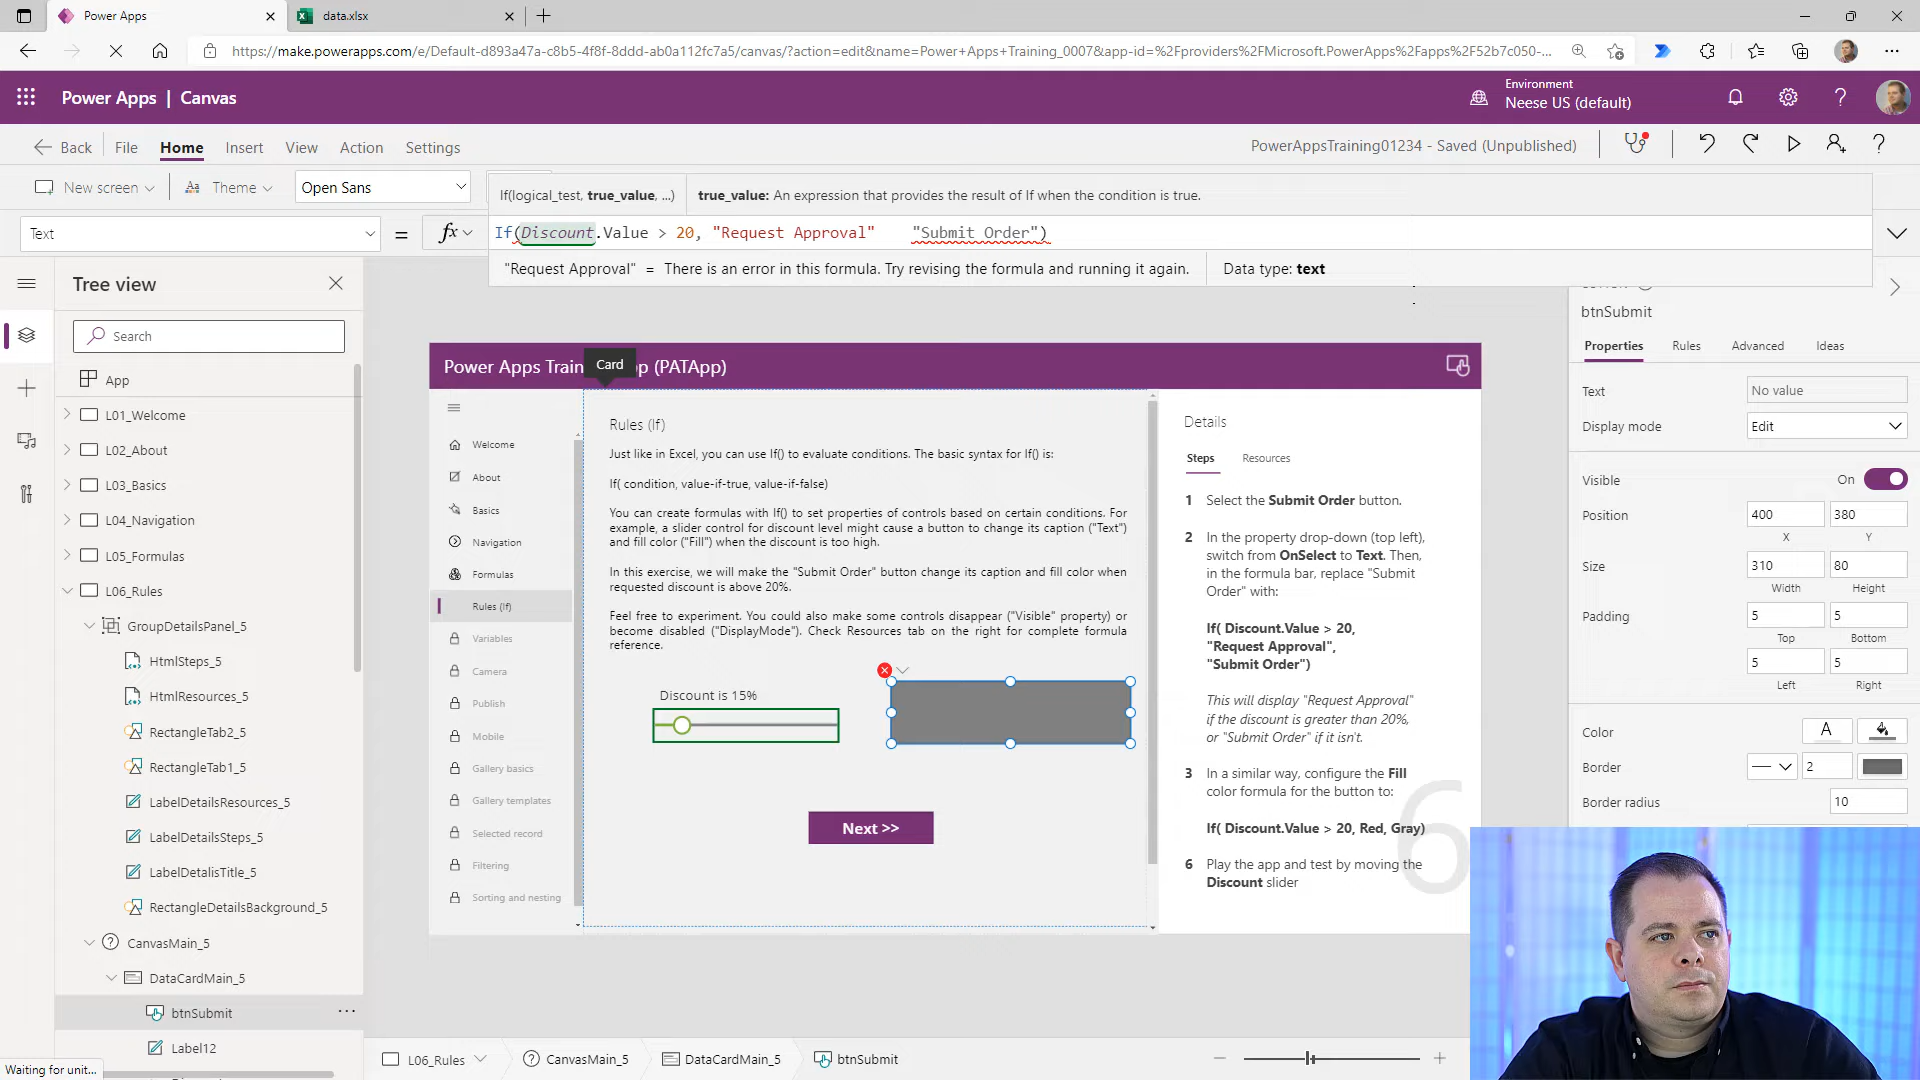 Power Apps
data.xlsx
https://make.powerapps.com/e/Default-d893a47a-c8b5-4f8f-8ddd-ab0a112fc7a5/canvas/?action=edit&name=Power+Apps+Training_0007&app-id=%2Fproviders%2FMicrosoft.PowerApps%2Fapps%2F52b7c050-...
Power Apps | Canvas
Environment
Neese US (default)
Back
File
Home
Insert
View
Action
Settings
PowerAppsTraining01234 - Saved (Unpublished)
New screen
Theme
Open Sans
If(logical_test, true_value, ...)
true_value: An expression that provides the result of If when the condition is true.
Text
=
fx
If(Discount.Value > 20, "Request Approval"    "Submit Order")
"Request Approval" = There is an error in this formula. Try revising the formula and running it again.
Data type: text
Tree view
Search
App
L01_Welcome
L02_About
L03_Basics
L04_Navigation
L05_Formulas
L06_Rules
GroupDetailsPanel_5
HtmlSteps_5
HtmlResources_5
RectangleTab2_5
RectangleTab1_5
LabelDetailsResources_5
LabelDetailsSteps_5
LabelDetalisTitle_5
RectangleDetailsBackground_5
CanvasMain_5
DataCardMain_5
btnSubmit
Label12
Waiting for unit...
Power Apps Train
p (PATApp)
Card
Welcome
About
Basics
Navigation
Formulas
Rules (If)
Variables
Camera
Publish
Mobile
Gallery basics
Gallery templates
Selected record
Filtering
Sorting and nesting
Rules (If)
Just like in Excel, you can use If() to evaluate conditions. The basic syntax for If() is:
If( condition, value-if-true, value-if-false)
You can create formulas with If() to set properties of controls based on certain conditions. For
example, a slider control for discount level might cause a button to change its caption ("Text")
and fill color ("Fill") when the discount is too high.
In this exercise, we will make the "Submit Order" button change its caption and fill color when
requested discount is above 20%.
Feel free to experiment. You could also make some controls disappear ("Visible" property) or
become disabled ("DisplayMode"). Check Resources tab on the right for complete formula
reference.
Discount is 15%
Next >>
Details
Steps
Resources
1 Select the Submit Order button.
2 In the property drop-down (top left),
switch from OnSelect to Text. Then,
in the formula bar, replace "Submit
Order" with:
If( Discount.Value > 20,
"Request Approval",
"Submit Order")
This will display "Request Approval"
if the discount is greater than 20%,
or "Submit Order" if it isn't.
3 In a similar way, configure the Fill
color formula for the button to:
If( Discount.Value > 20, Red, Gray)
6 Play the app and test by moving the
Discount slider
6
btnSubmit
Properties
Rules
Advanced
Ideas
Text
No value
Display mode
Edit
Visible
On
Position
400
380
X
Y
Size
310
80
Width
Height
Padding
5
5
Top
Bottom
5
5
Left
Right
Color
A
Border
2
Border radius
10
L06_Rules
CanvasMain_5
DataCardMain_5
btnSubmit